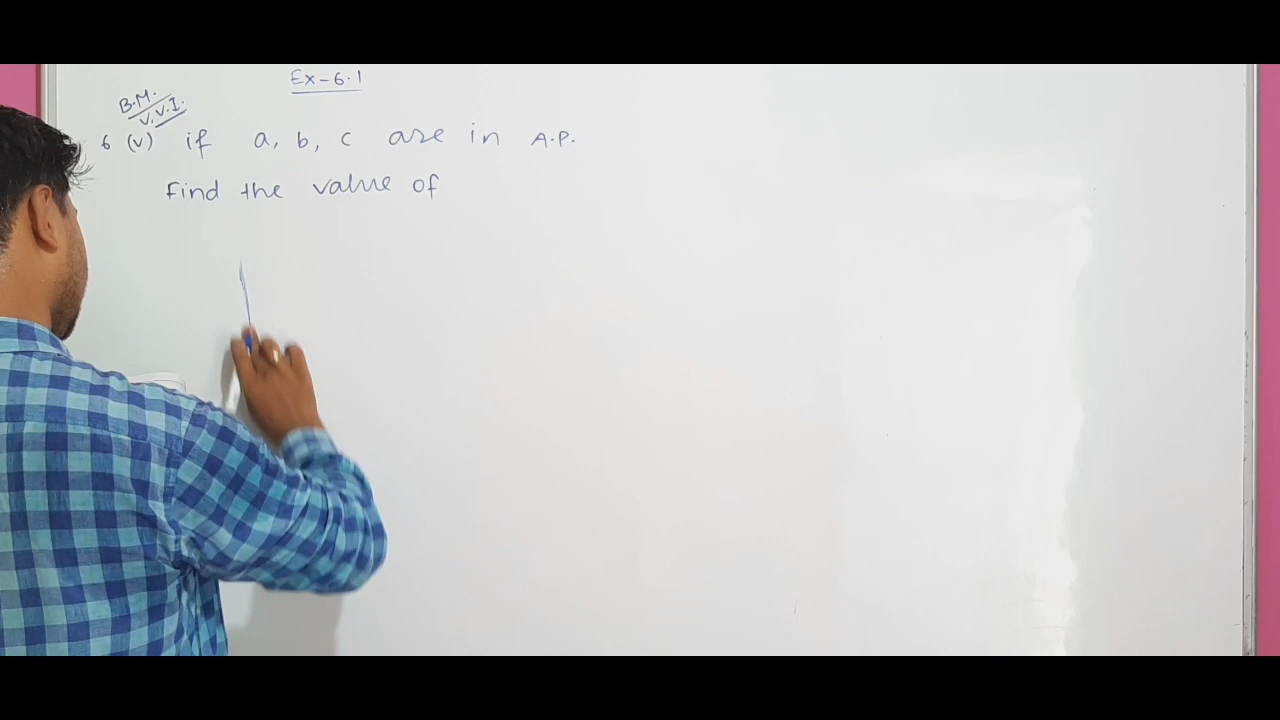 Ex-6.1
B.M.
V.V.I.
6 (v) if a, b, c are in A.P.
Find the value of